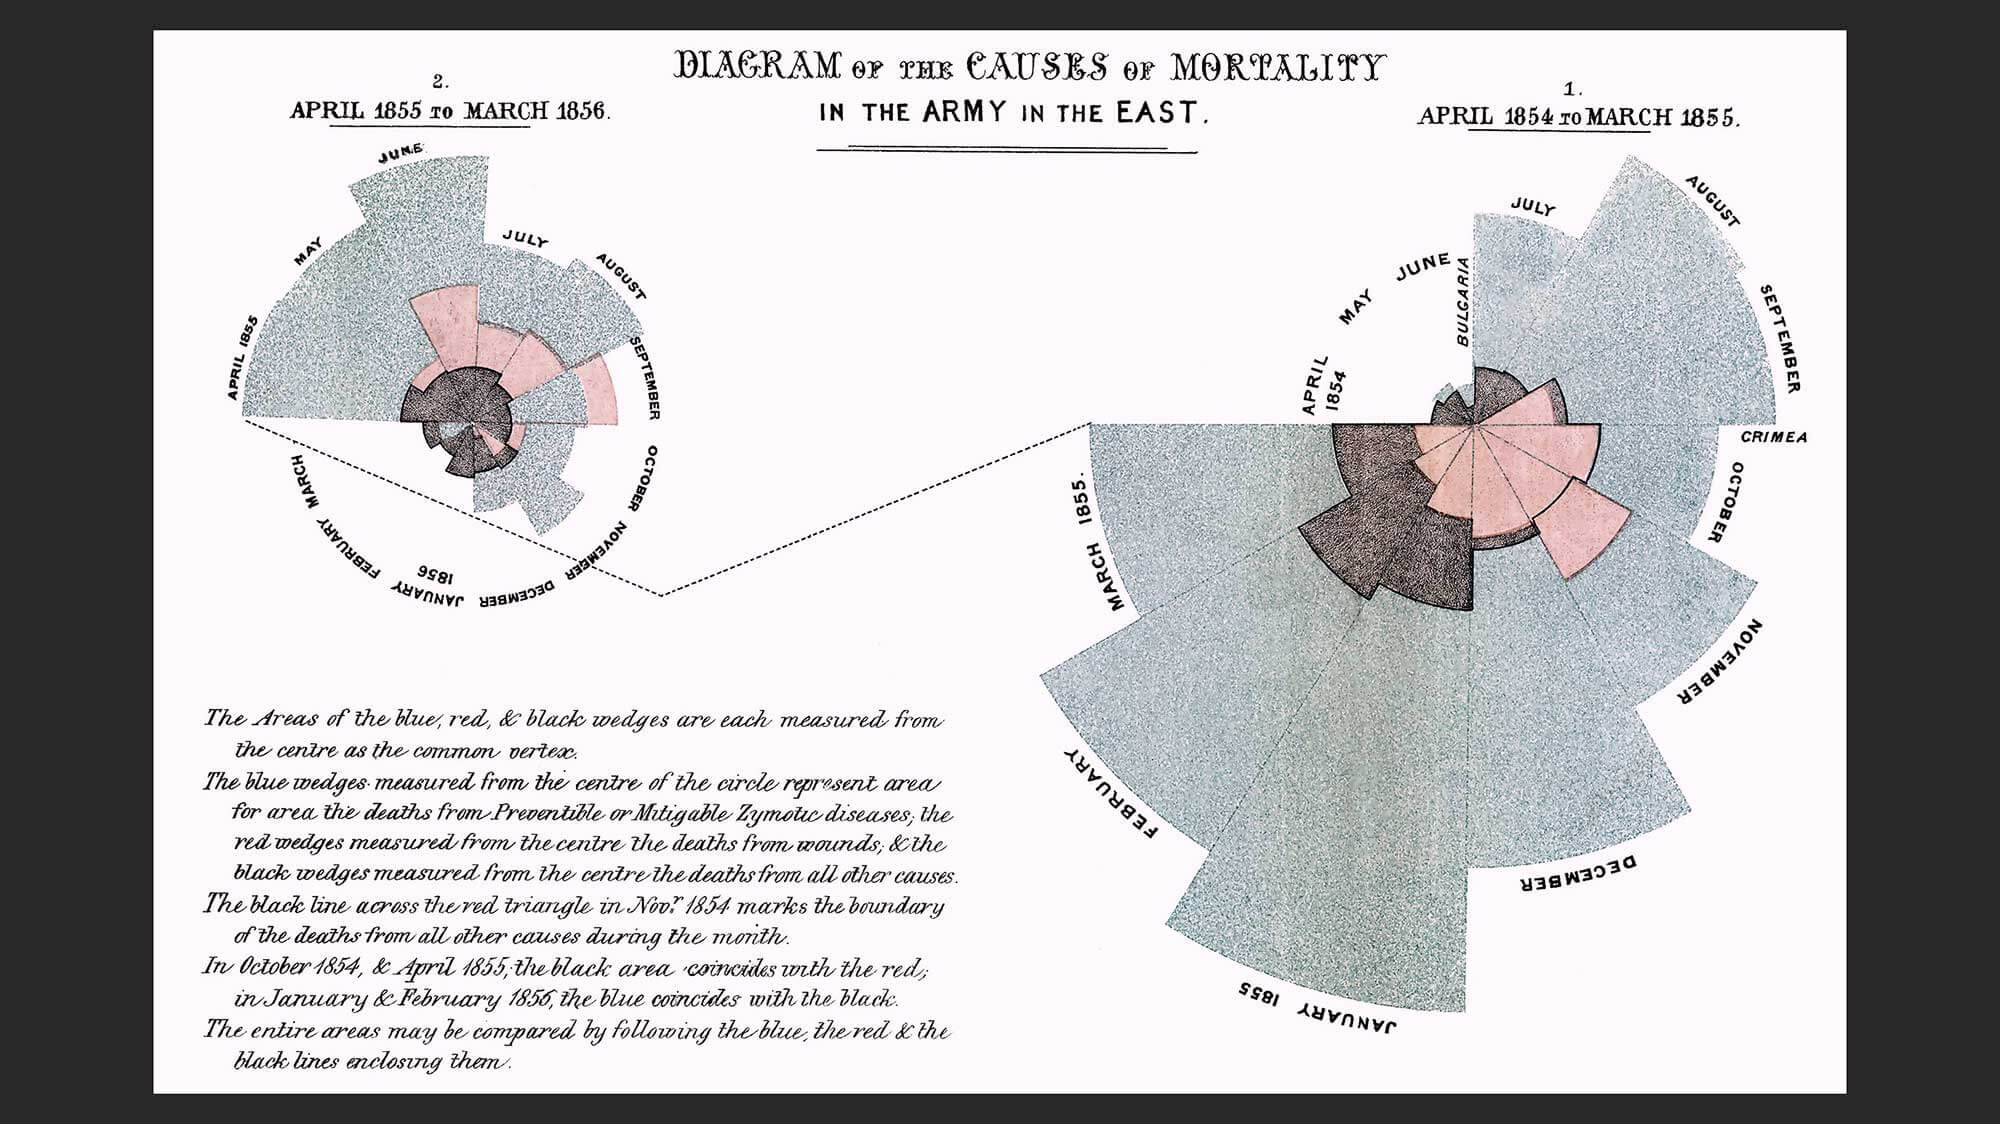 DIAGRAM OF THE CAUSES OF MORTALITY
IN THE ARMY IN THE EAST.
2.
APRIL 1855 TO MARCH 1856.
1.
APRIL 1854 TO MARCH 1855.
JUNE
MAY
JULY
AUGUST
APRIL 1855
SEPTEMBER
OCTOBER
NOVEMBER
DECEMBER
JANUARY
1856
FEBRUARY
MARCH
APRIL
1854
MAY
JUNE
BULGARIA
JULY
AUGUST
SEPTEMBER
CRIMEA
OCTOBER
NOVEMBER
DECEMBER
JANUARY 1855
FEBRUARY
MARCH 1855.
The Areas of the blue, red, & black wedges are each measured from
the centre as the common vertex.
The blue wedges measured from the centre of the circle represent area
for area the deaths from Preventible or Mitigable Zymotic diseases; the
red wedges measured from the centre the deaths from wounds; & the
black wedges measured from the centre the deaths from all other causes.
The black line across the red triangle in Novr. 1854 marks the boundary
of the deaths from all other causes during the month.
In October 1854, & April 1855, the black area coincides with the red;
in January & February 1856, the blue coincides with the black.
The entire areas may be compared by following the blue, the red & the
black lines enclosing them.